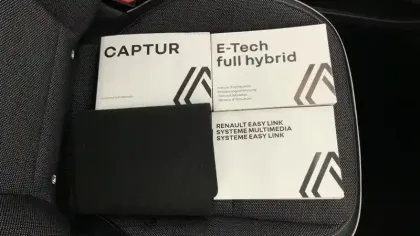 CAPTUR
E-Tech
full hybrid
RENAULT EASY LINK
SYSTEME MULTIMEDIA
SYSTEME EASY LINK